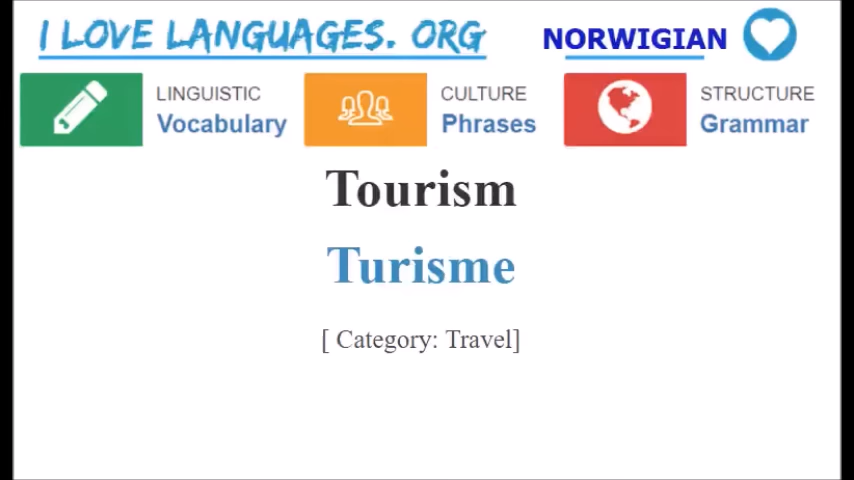 I LOVE LANGUAGES. ORG
NORWIGIAN
LINGUISTIC
Vocabulary
CULTURE
Phrases
STRUCTURE
Grammar
Tourism
Turisme
[ Category: Travel]